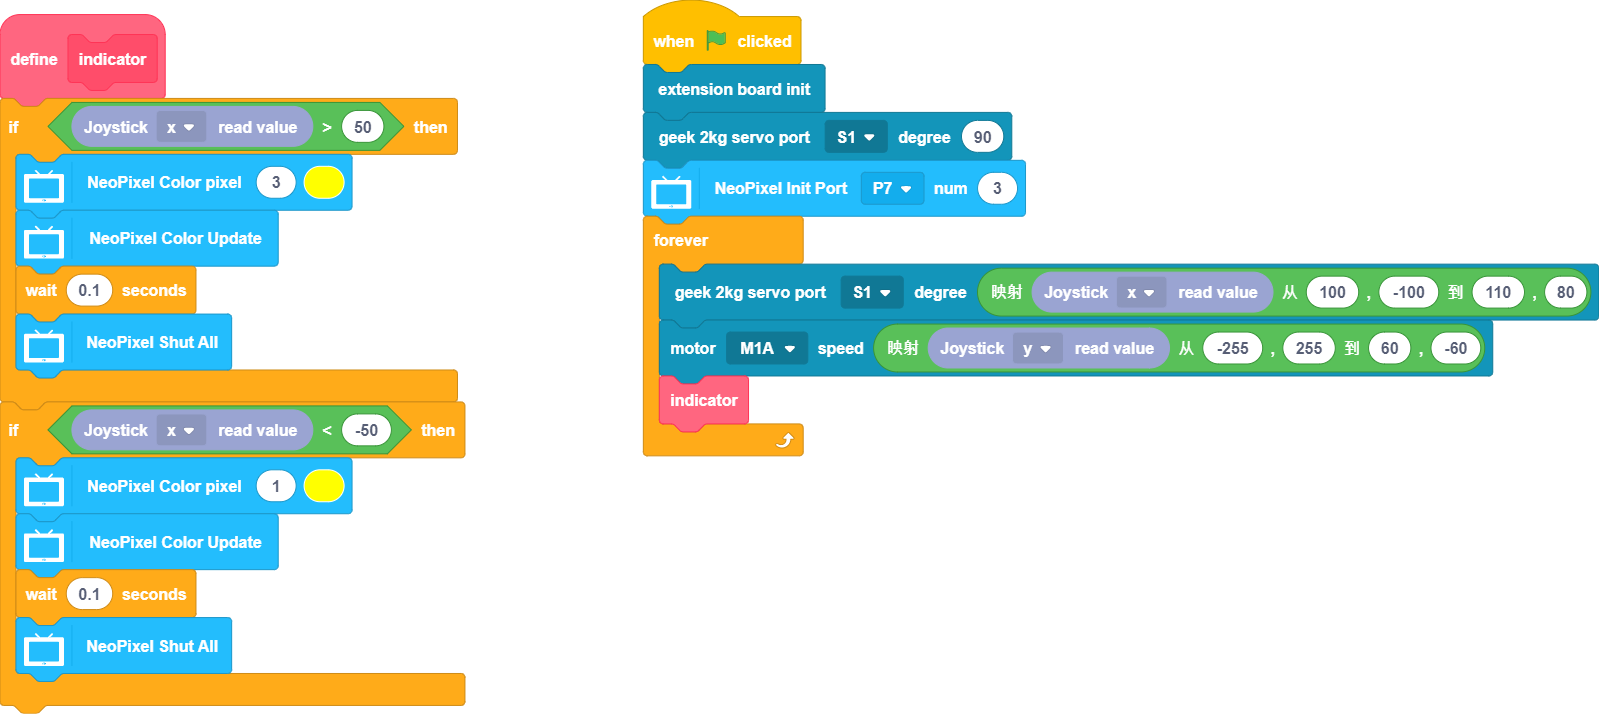 define indicator
if Joystick x read value > 50 then
NeoPixel Color pixel 3
NeoPixel Color Update
wait 0.1 seconds
NeoPixel Shut All
if Joystick x read value < -50 then
NeoPixel Color pixel 1
NeoPixel Color Update
wait 0.1 seconds
NeoPixel Shut All
when clicked
extension board init
geek 2kg servo port S1 degree 90
NeoPixel Init Port P7 num 3
forever
geek 2kg servo port S1 degree 映射 Joystick x read value 从 100 , -100 到 110 , 80
motor M1A speed 映射 Joystick y read value 从 -255 , 255 到 60 , -60
indicator